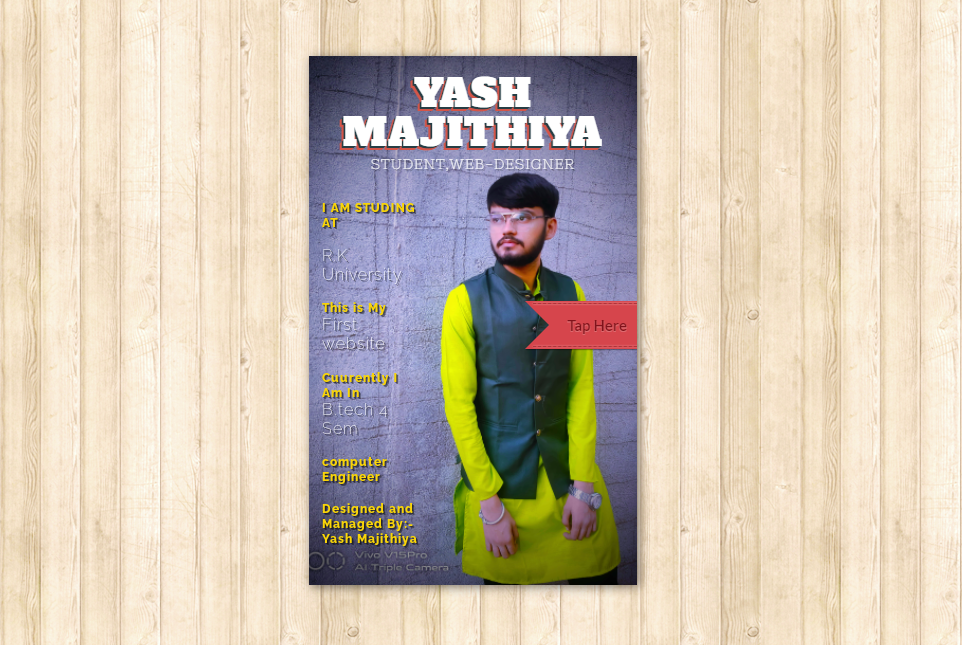 YASH
MAJITHIYA
STUDENT,WEB-DESIGNER
I AM STUDING
AT
R.K
University
This is My
First
website
Tap Here
Cuurently I
Am In
B.tech 4
Sem
computer
Engineer
Designed and
Managed By:-
Yash Majithiya
Vivo V15Pro
AI Triple Camera